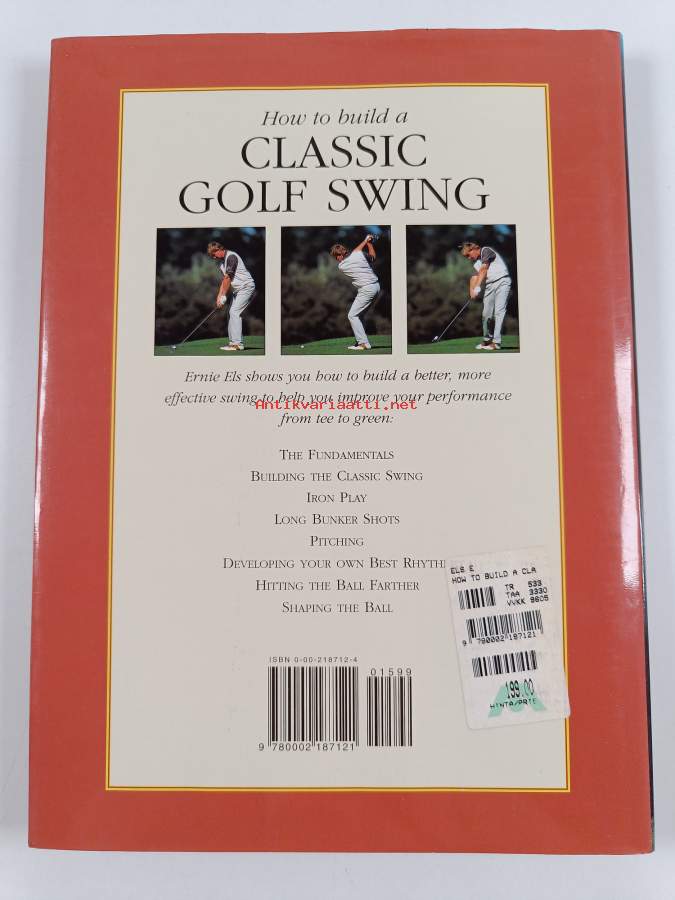 How to build a
CLASSIC
GOLF SWING
Ernie Els shows you how to build a better, more
effective swing to help you improve your performance
from tee to green:
Antikvariaatti.net
THE FUNDAMENTALS
BUILDING THE CLASSIC SWING
IRON PLAY
LONG BUNKER SHOTS
PITCHING
DEVELOPING YOUR OWN BEST RHYTH
HITTING THE BALL FARTHER
SHAPING THE BALL
ISBN 0-00-218712-4
01599
9 780002 187121
ELS E
HOW TO BUILD A CLA
TR 533
TAA 3330
VVKK 9605
9 780002 187121
199.00
HINTA/PRIS